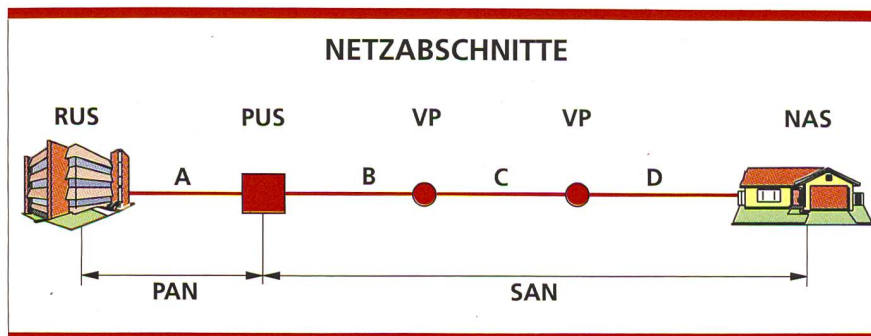 NETZABSCHNITTE
RUS PUS VP VP NAS
A B C D
PAN SAN